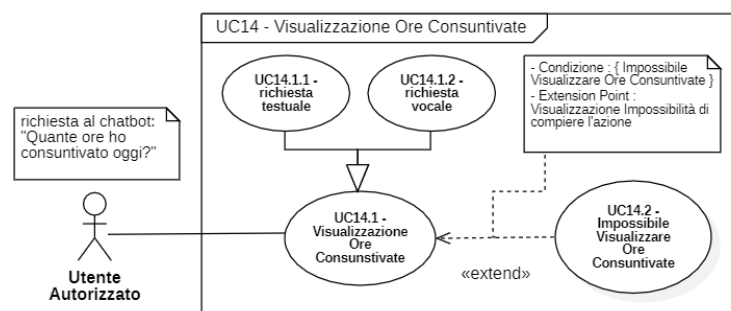 UC14 - Visualizzazione Ore Consuntivate
UC14.1.1 -
richiesta
testuale
UC14.1.2 -
richiesta
vocale
- Condizione : { Impossibile
Visualizzare Ore Consuntivate }
- Extension Point :
Visualizzazione Impossibilità di
compiere l'azione
richiesta al chatbot:
"Quante ore ho
consuntivato oggi?"
UC14.1 -
Visualizzazione
Ore
Consunstivate
UC14.2 -
Impossibile
Visualizzare
Ore
Consuntivate
«extend»
Utente
Autorizzato